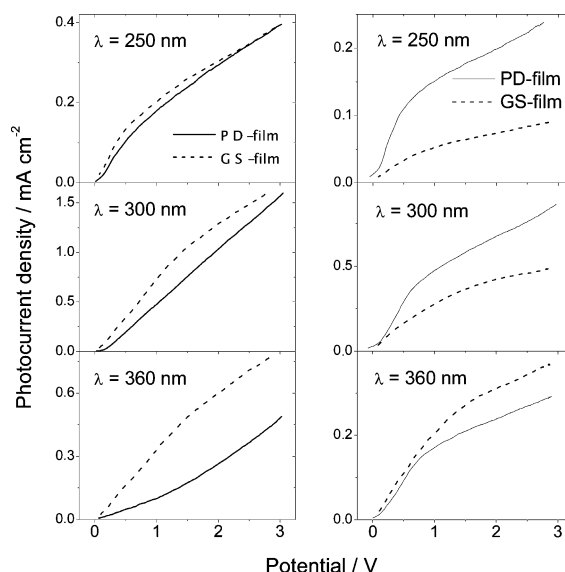 Photocurrent density / mA cm⁻²
0.4
0.2
0.0
λ = 250 nm
PD-film
GS-film
1.5
1.0
0.5
0.0
λ = 300 nm
0.6
0.3
0.0
λ = 360 nm
0 1 2 3
0.2
0.1
0.0
λ = 250 nm
PD-film
GS-film
0.5
0.0
λ = 300 nm
0.2
0.0
λ = 360 nm
0 1 2 3
Potential / V